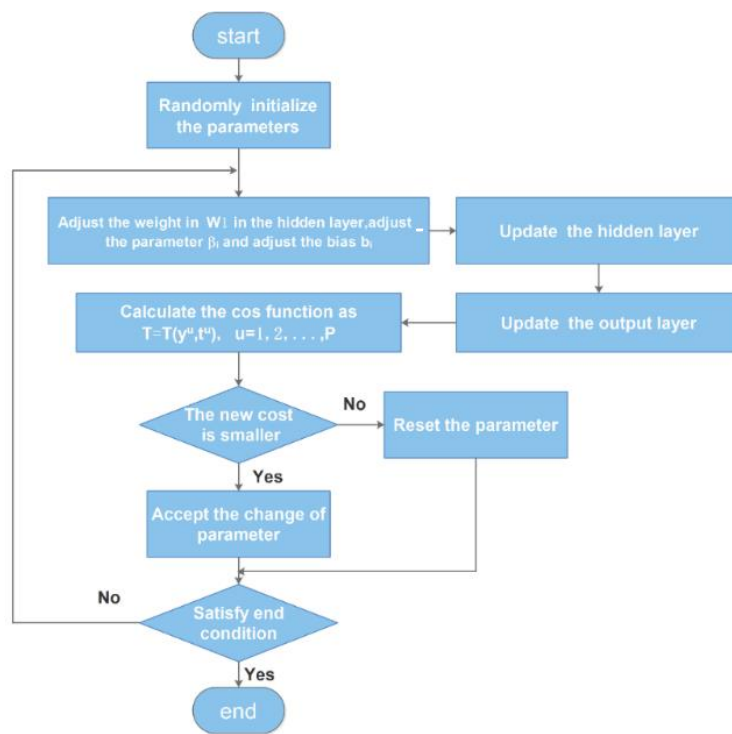 start
Randomly initialize
the parameters
Adjust the weight in W1 in the hidden layer,adjust
the parameter βᵢ and adjust the bias bᵢ
Update the hidden layer
Update the output layer
Calculate the cos function as
T=T(yᵘ,tᵘ), u=1, 2, . . . ,P
The new cost
is smaller
No
Reset the parameter
Yes
Accept the change of
parameter
Satisfy end
condition
No
Yes
end